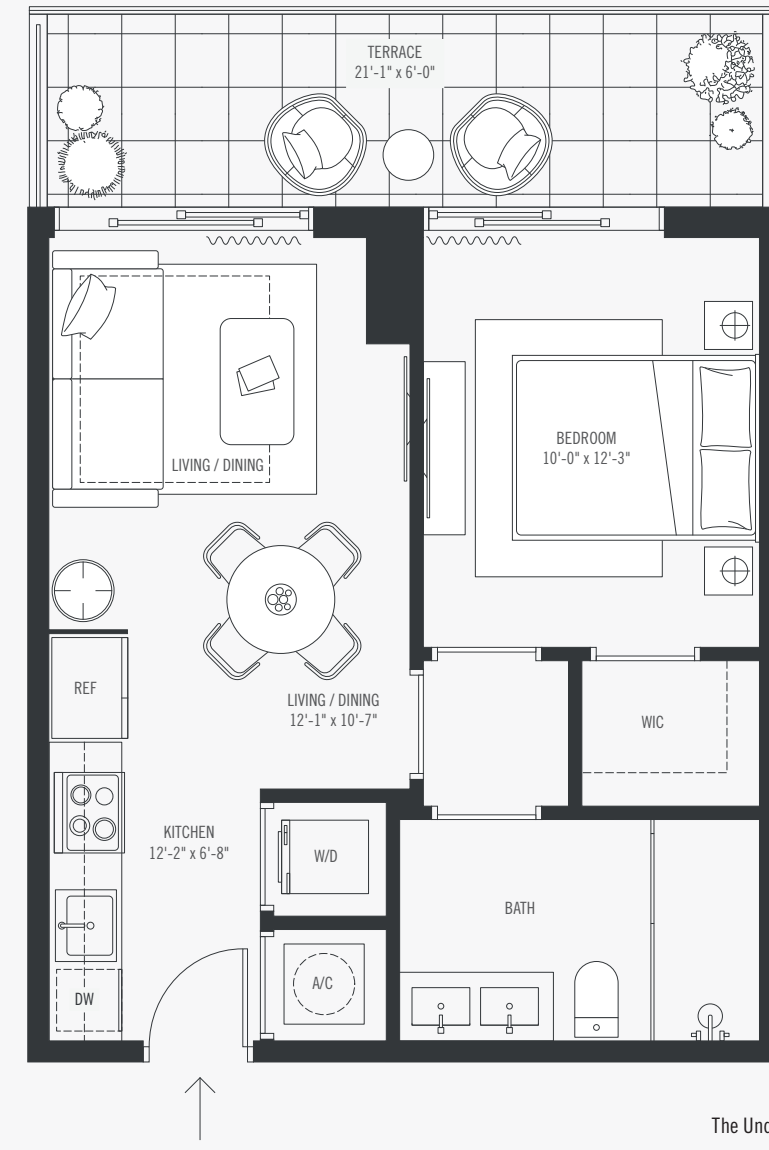 TERRACE
21'-1" x 6'-0"
BEDROOM
10'-0" x 12'-3"
LIVING / DINING
REF
LIVING / DINING
12'-1" x 10'-7"
WIC
KITCHEN
12'-2" x 6'-8"
W/D
BATH
A/C
DW
The